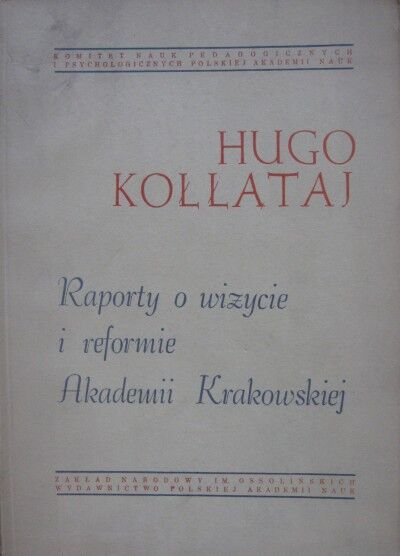 KOMITET NAUK PEDAGOGICZNYCH
I PSYCHOLOGICZNYCH POLSKIEJ AKADEMII NAUK
HUGO
KOŁŁĄTAJ
Raporty o wizycie
i reformie
Akademii Krakowskiej
ZAKŁAD NARODOWY IM. OSSOLIŃSKICH
WYDAWNICTWO POLSKIEJ AKADEMII NAUK